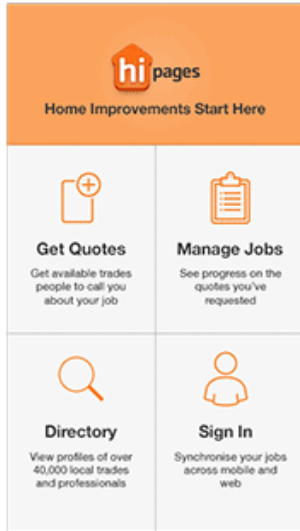 hi pages
Home Improvements Start Here
Get Quotes
Get available trades
people to call you
about your job
Manage Jobs
See progress on the
quotes you've
requested
Directory
View profiles of over
40,000 local trades
and professionals
Sign In
Synchronise your jobs
across mobile and
web